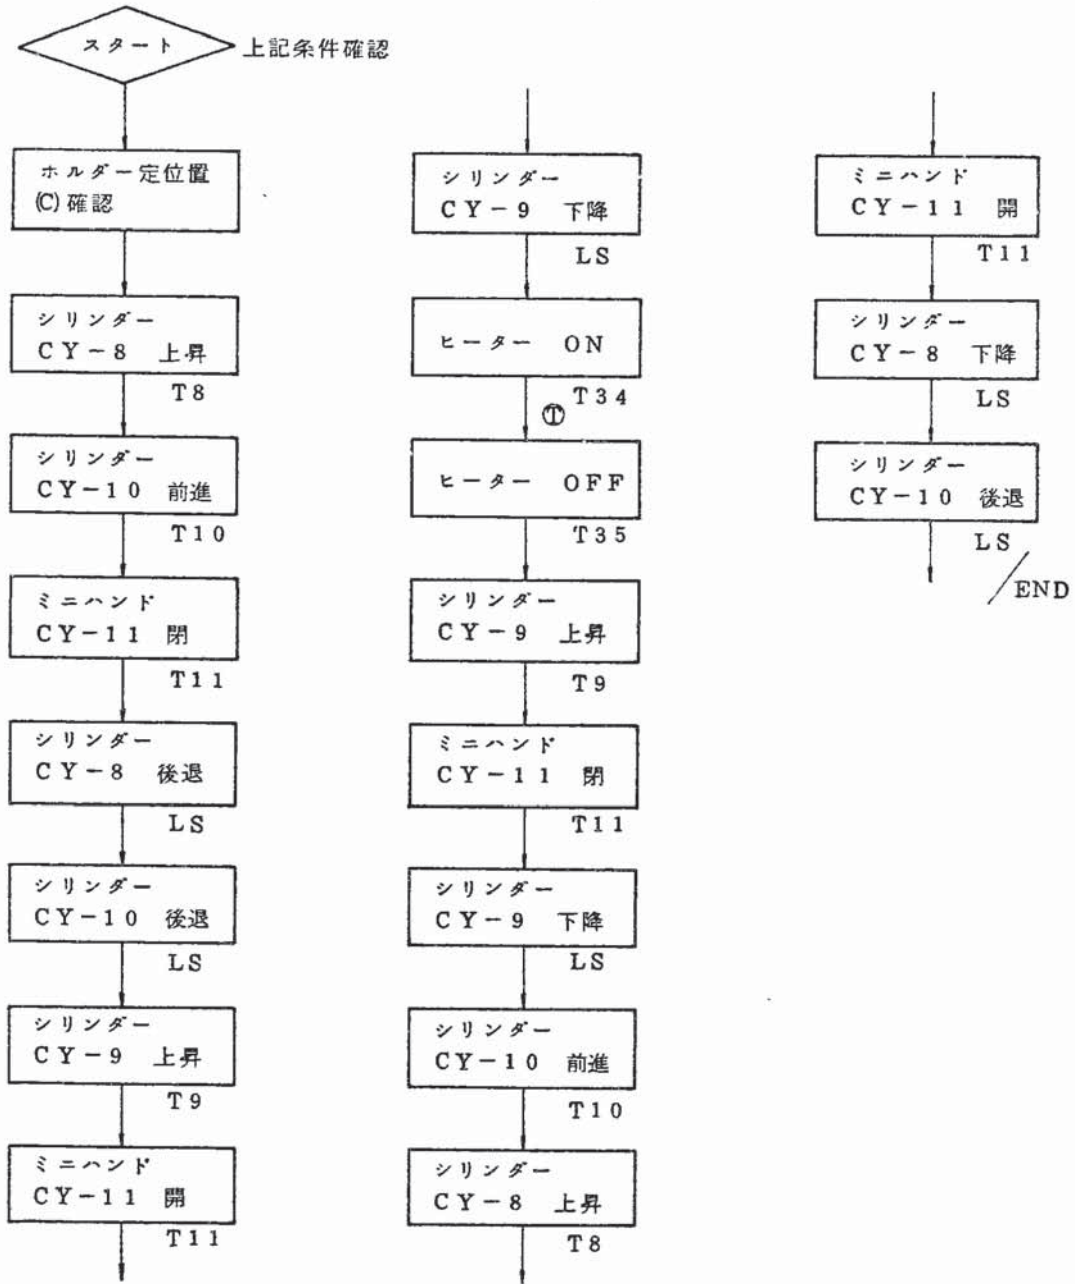 スタート
上記条件確認
ホルダー定位置
(C)確認
シリンダー
CY-8 上昇
T8
シリンダー
CY-10 前進
T10
ミニハンド
CY-11 閉
T11
シリンダー
CY-8 後退
LS
シリンダー
CY-10 後退
LS
シリンダー
CY-9 上昇
T9
ミニハンド
CY-11 開
T11
シリンダー
CY-9 下降
LS
ヒーター ON
T34
Ⓣ
ヒーター OFF
T35
シリンダー
CY-9 上昇
T9
ミニハンド
CY-11 閉
T11
シリンダー
CY-9 下降
LS
シリンダー
CY-10 前進
T10
シリンダー
CY-8 上昇
T8
ミニハンド
CY-11 開
T11
シリンダー
CY-8 下降
LS
シリンダー
CY-10 後退
LS
/END